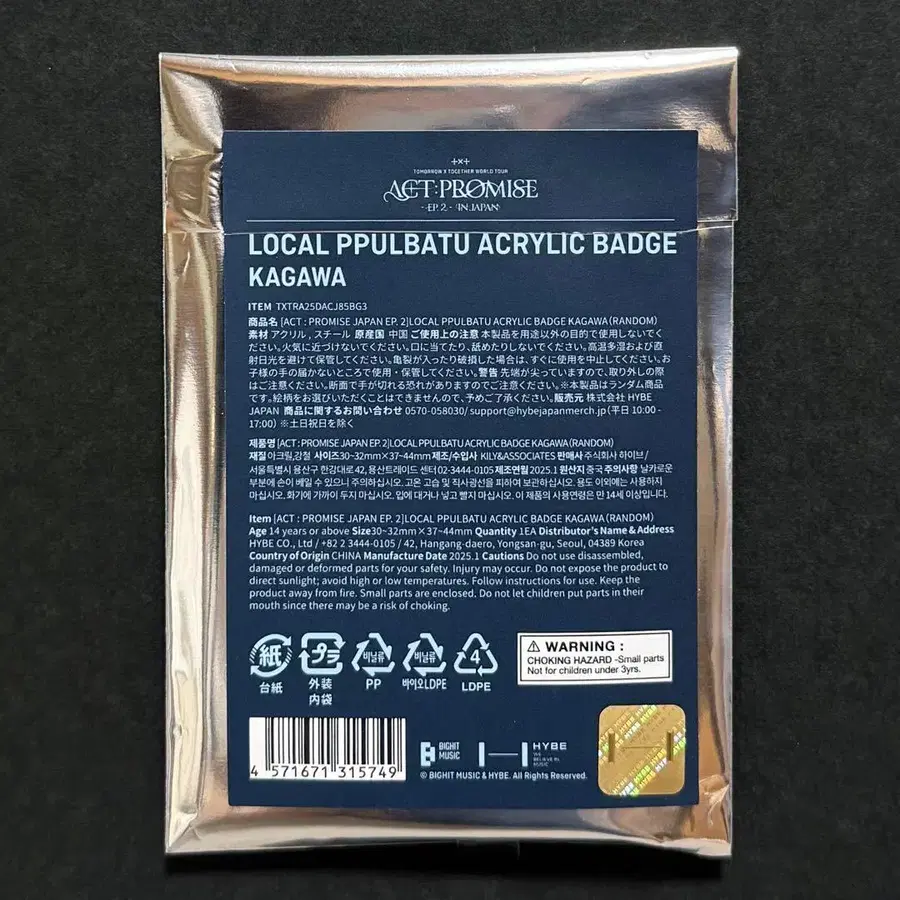 TOMORROW X TOGETHER WORLD TOUR
ACT : PROMISE
- EP. 2 - IN JAPAN -
LOCAL PPULBATU ACRYLIC BADGE
KAGAWA
ITEM TXTRA25DACJ85BG3
商品名 [ACT : PROMISE JAPAN EP. 2]LOCAL PPULBATU ACRYLIC BADGE KAGAWA(RANDOM)
素材 アクリル, スチール 原産国 中国 ご使用上の注意 本製品を用途以外の目的で使用しないでく
ださい。火気に近づけないでください。口に当てたり、舐めたりしないでください。高温多湿および直
射日光を避けて保管してください。亀裂が入ったり破損した場合は、すぐに使用を中止してください。お
子様の手の届かないところで使用・保管してください。警告 先端が尖っていますので、取り外しの際
はご注意ください。断面で手が切れる恐れがありますのでご注意ください。※本製品はランダム商品
です。絵柄をお選びいただくことはできませんので、予めご了承ください。販売元 株式会社 HYBE
JAPAN 商品に関するお問い合わせ 0570-058030/ support@hybejapanmerch.jp (平日 10:00 -
17:00) ※土日祝日を除く
제품명 [ACT : PROMISE JAPAN EP. 2]LOCAL PPULBATU ACRYLIC BADGE KAGAWA(RANDOM)
재질 아크릴, 강철 사이즈30~32mm×37~44mm 제조/수입사 KILY&ASSOCIATES 판매사 주식회사 하이브/
서울특별시 용산구 한강대로 42, 용산트레이드 센터 02-3444-0105 제조연월 2025.1 원산지 중국 주의사항 날카로운
부분에 손이 베일 수 있으니 주의하십시오. 고온 고습 및 직사광선을 피하여 보관하십시오. 용도 이외에는 사용하지
마십시오. 화기에 가까이 두지 마십시오. 입에 대거나 넣고 빨지 마십시오. 이 제품의 사용연령은 만 14세 이상입니다.
Item [ACT : PROMISE JAPAN EP. 2]LOCAL PPULBATU ACRYLIC BADGE KAGAWA(RANDOM)
Age 14 years or above Size30~32mm×37~44mm Quantity 1EA Distributor's Name & Address
HYBE CO., Ltd / +82 2 3444-0105 / 42, Hangang-daero, Yongsan-gu, Seoul, 04389 Korea
Country of Origin CHINA Manufacture Date 2025.1 Cautions Do not use disassembled,
damaged or deformed parts for your safety. Injury may occur. Do not expose the product to
direct sunlight; avoid high or low temperatures. Follow instructions for use. Keep the
product away from fire. Small parts are enclosed. Do not let children put parts in their
mouth since there may be a risk of choking.
紙 プラ 비닐류 비닐류 4
台紙 外装 PP 바이오LDPE LDPE
内袋
WARNING :
CHOKING HAZARD -Small parts
Not for children under 3yrs.
4 571671 315749
BIGHIT
MUSIC
HYBE
WE
BELIEVE IN
MUSIC
© BIGHIT MUSIC & HYBE. All Rights Reserved.